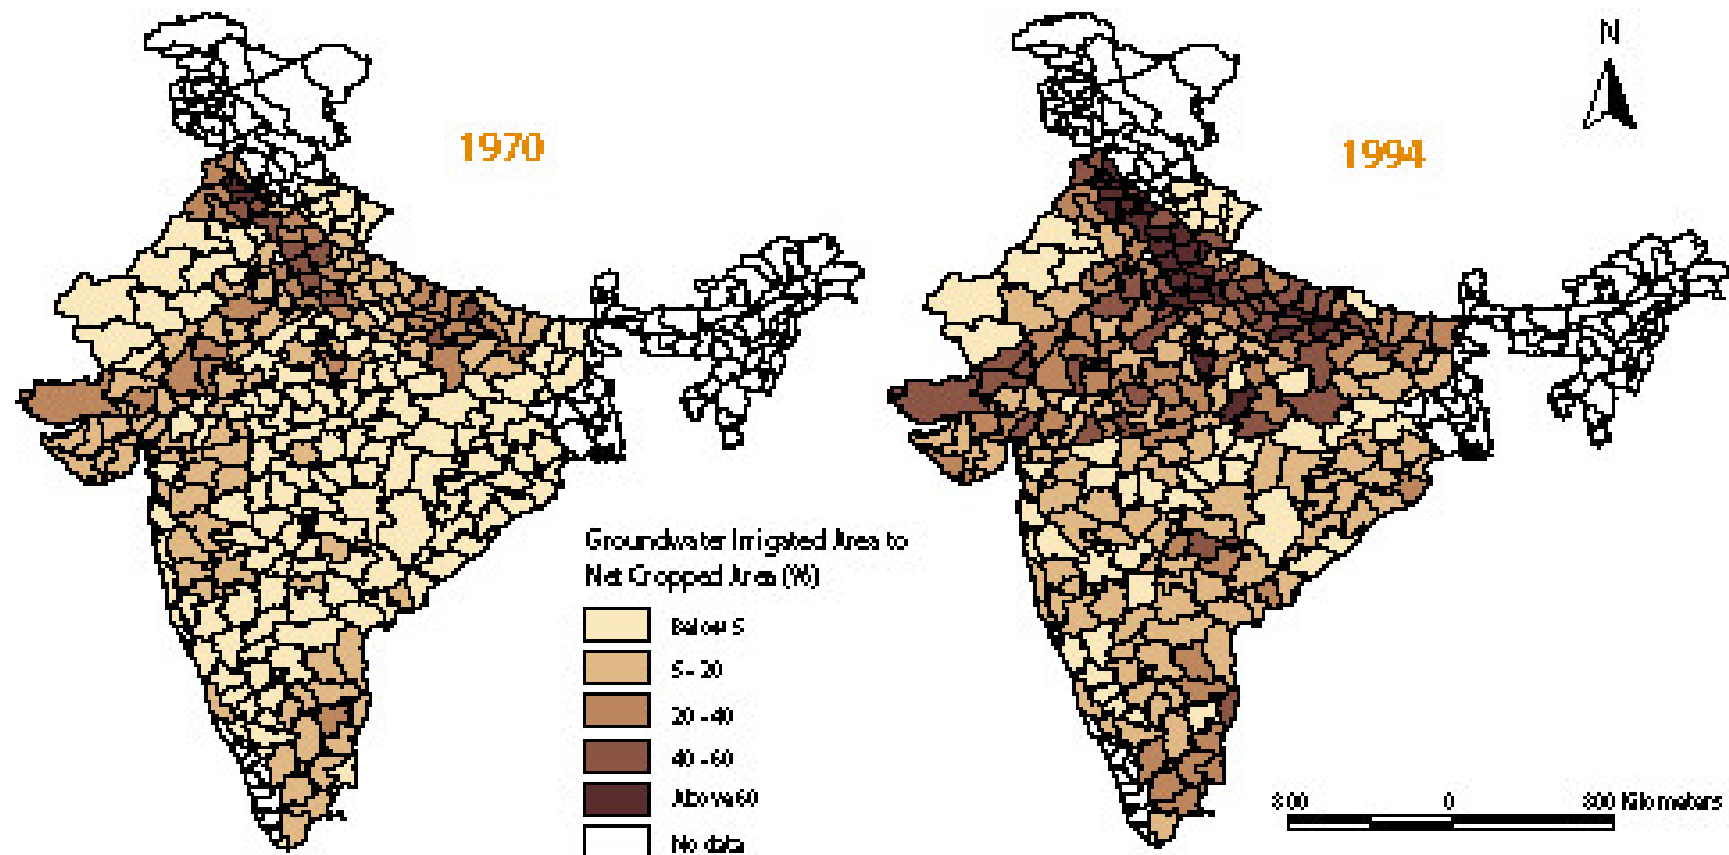 N
1970
1994
Groundwater Irrigated Area to
Net Cropped Area (%)
Below 5
5 - 20
20 - 40
40 - 60
Above 60
No data
800 0 800 Kilometers